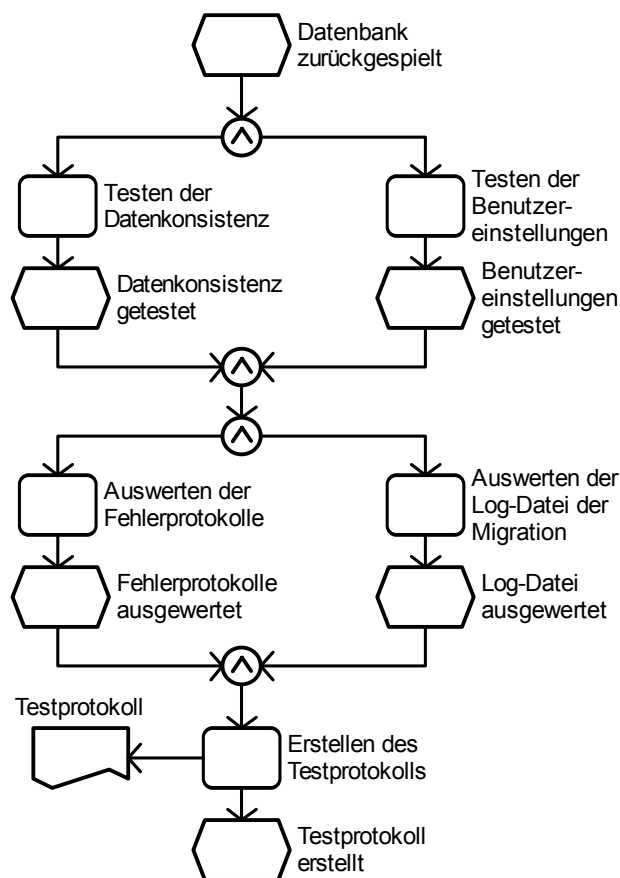 Datenbank
zurückgespielt
Testen der
Datenkonsistenz
Testen der
Benutzer-
einstellungen
Datenkonsistenz
getestet
Benutzer-
einstellungen
getestet
Auswerten der
Fehlerprotokolle
Auswerten der
Log-Datei der
Migration
Fehlerprotokolle
ausgewertet
Log-Datei
ausgewertet
Testprotokoll
Erstellen des
Testprotokolls
Testprotokoll
erstellt